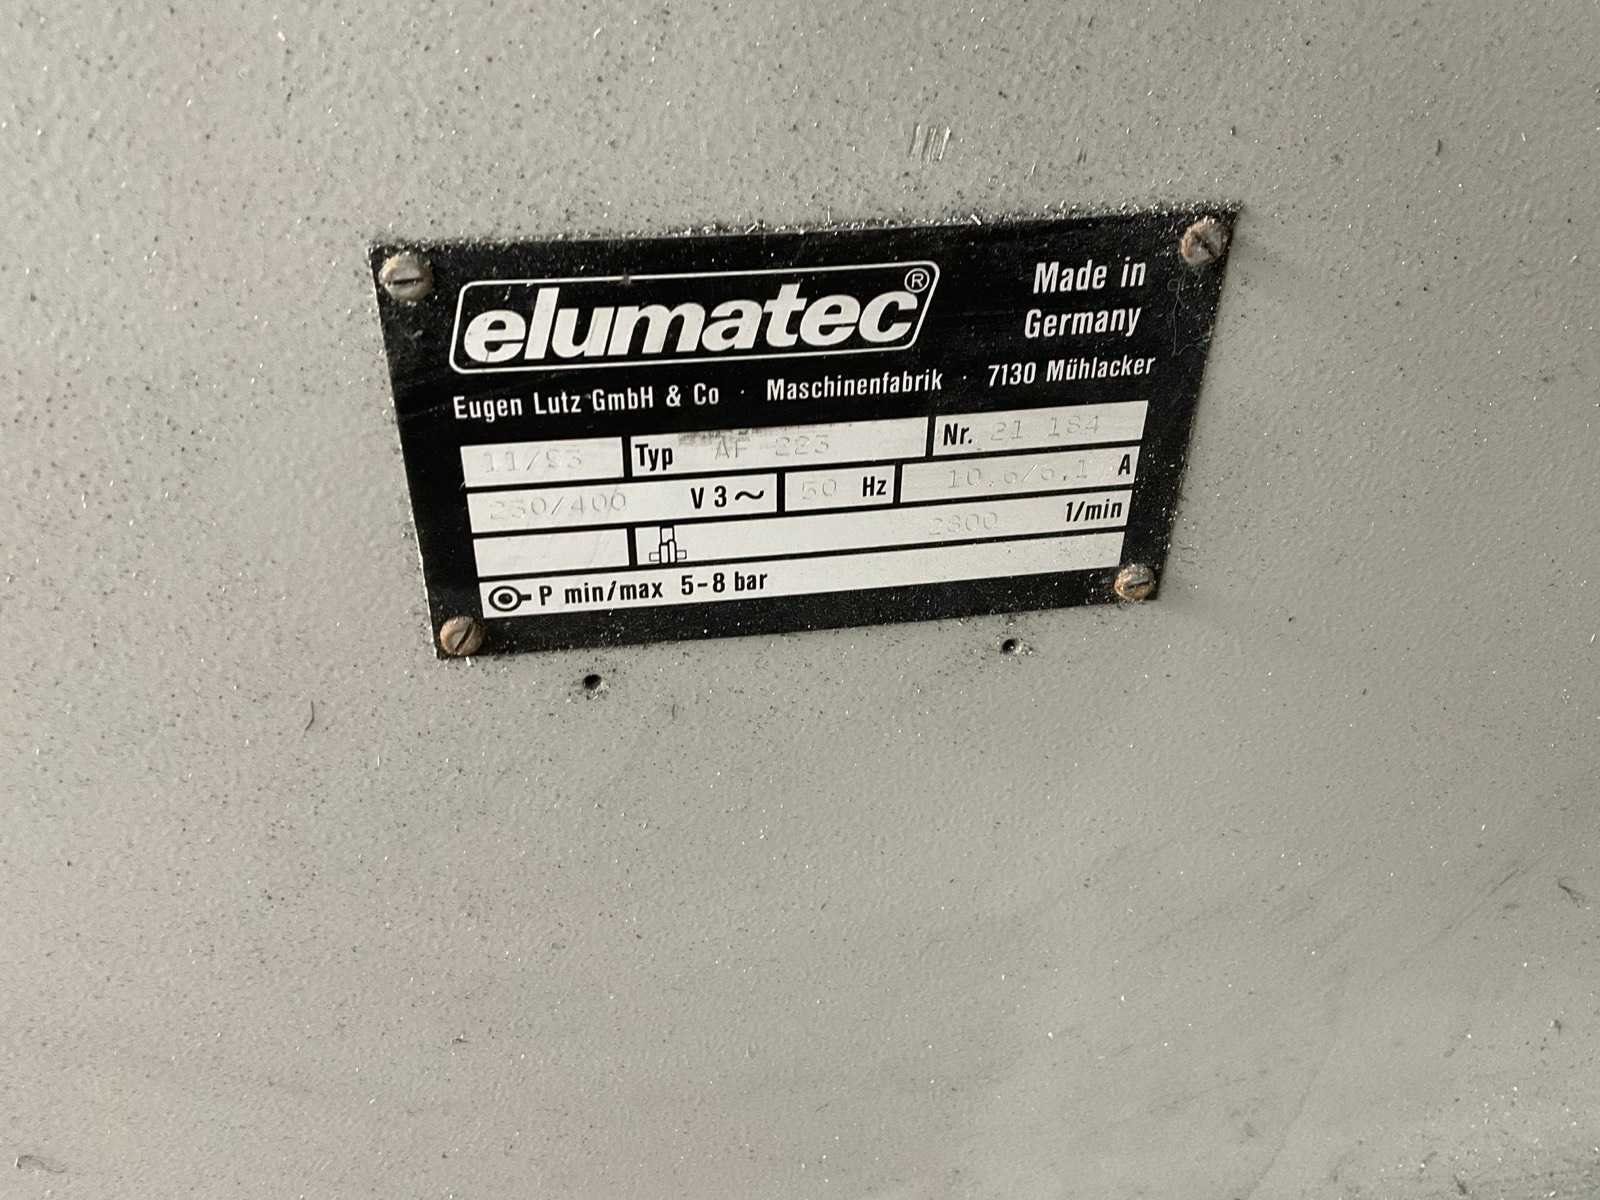 elumatec®
Made in
Germany
Eugen Lutz GmbH & Co · Maschinenfabrik · 7130 Mühlacker
11/93 Typ AF 223 Nr. 21 184
230/400 V 3~ 50 Hz 10,6/6,1 A
2800 1/min
P min/max 5-8 bar